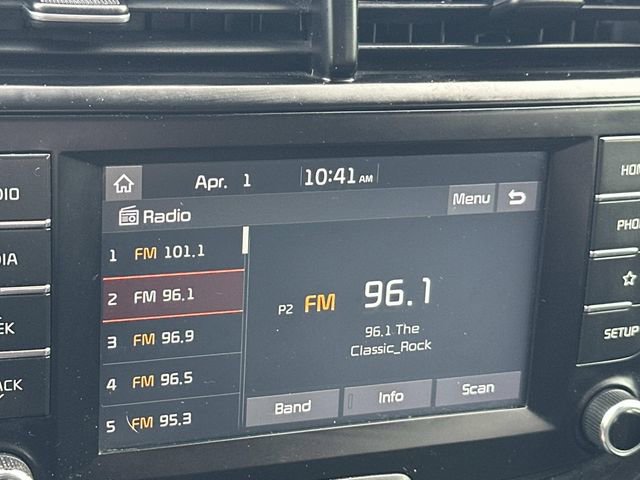 Apr. 1 10:41 AM
Radio Menu
1 FM 101.1
2 FM 96.1
3 FM 96.9
4 FM 96.5
5 FM 95.3
P2 FM 96.1
96.1 The
Classic_Rock
Band Info Scan
SETUP